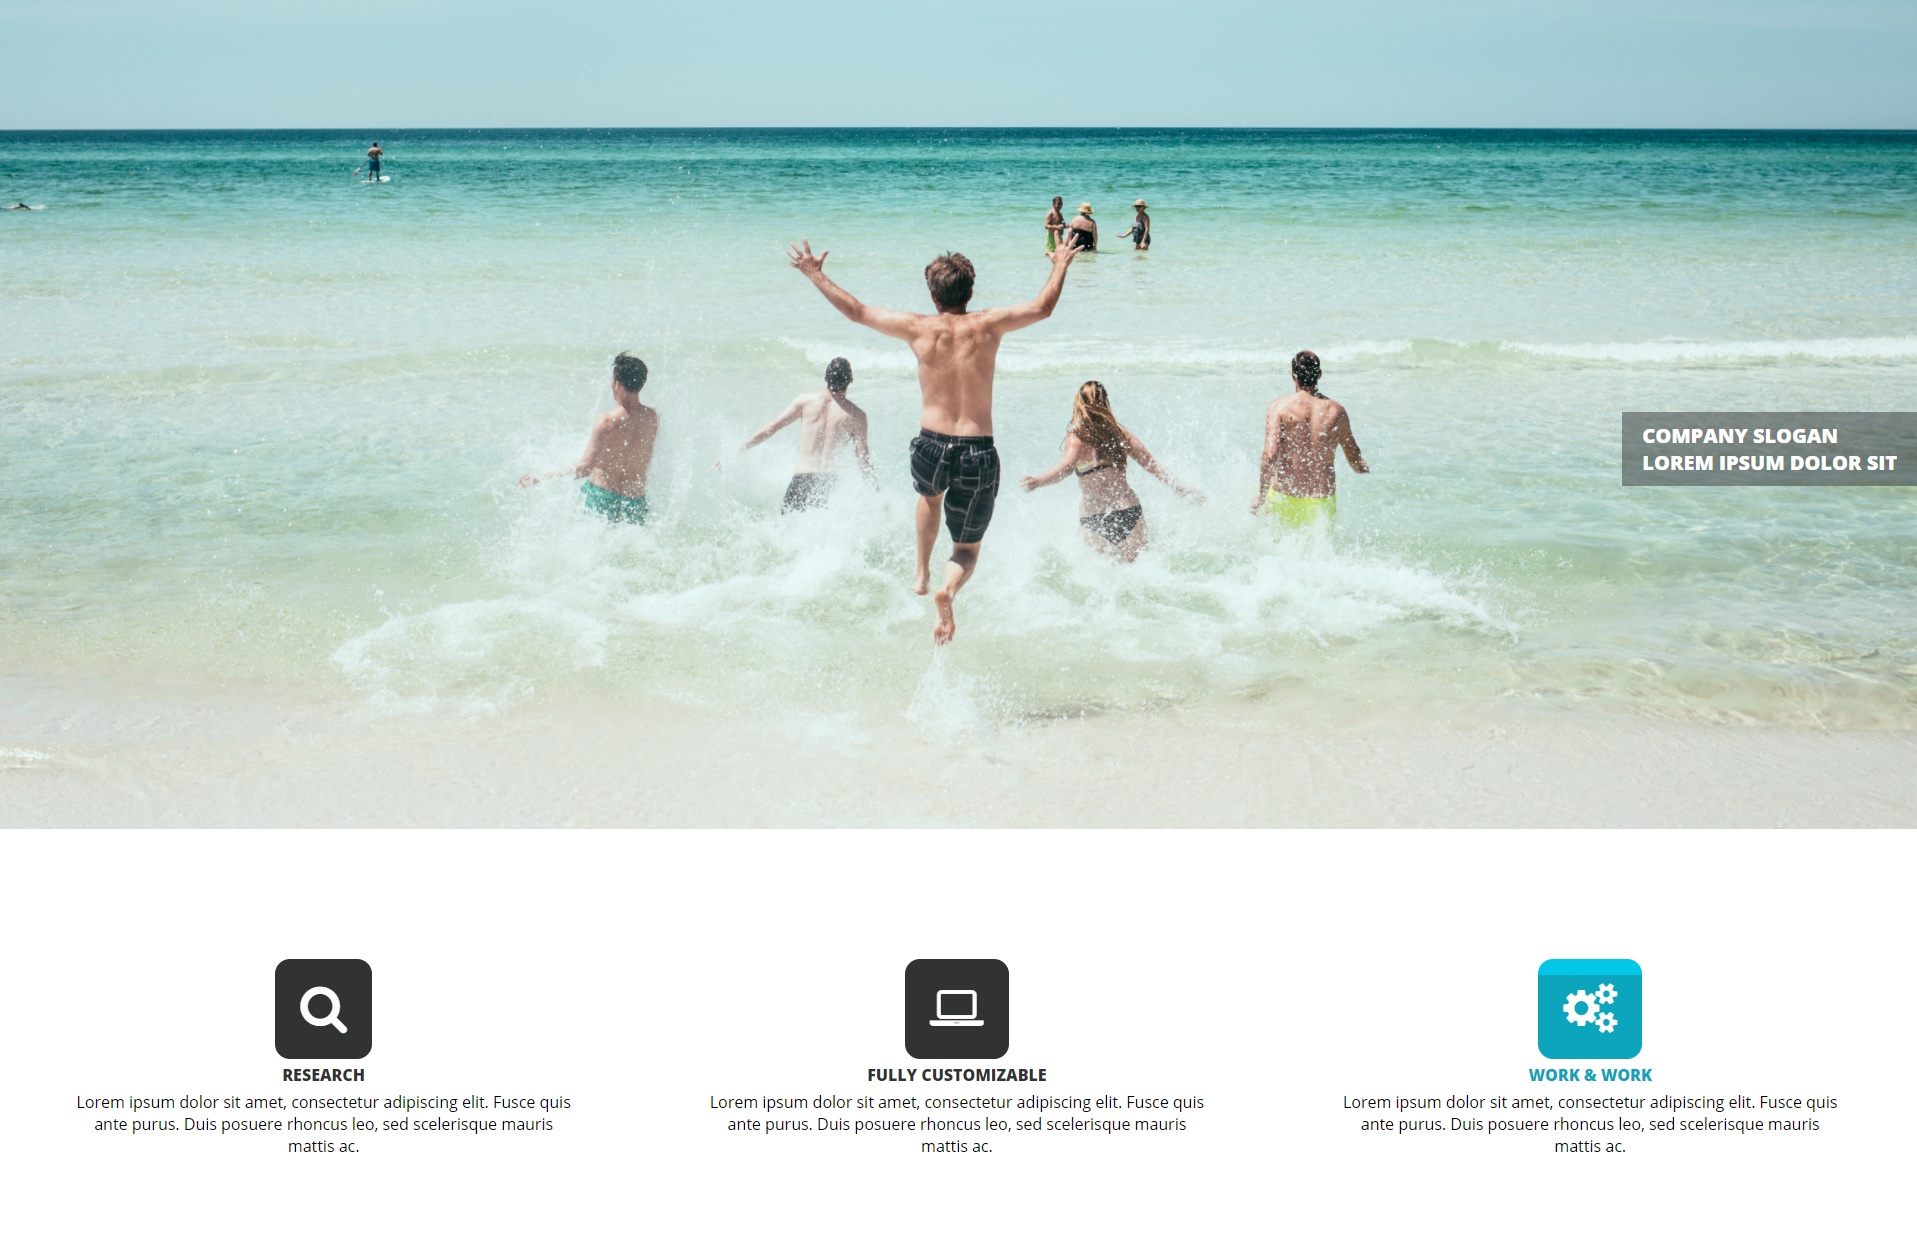 COMPANY SLOGAN
LOREM IPSUM DOLOR SIT
RESEARCH
Lorem ipsum dolor sit amet, consectetur adipiscing elit. Fusce quis
ante purus. Duis posuere rhoncus leo, sed scelerisque mauris
mattis ac.
FULLY CUSTOMIZABLE
Lorem ipsum dolor sit amet, consectetur adipiscing elit. Fusce quis
ante purus. Duis posuere rhoncus leo, sed scelerisque mauris
mattis ac.
WORK & WORK
Lorem ipsum dolor sit amet, consectetur adipiscing elit. Fusce quis
ante purus. Duis posuere rhoncus leo, sed scelerisque mauris
mattis ac.